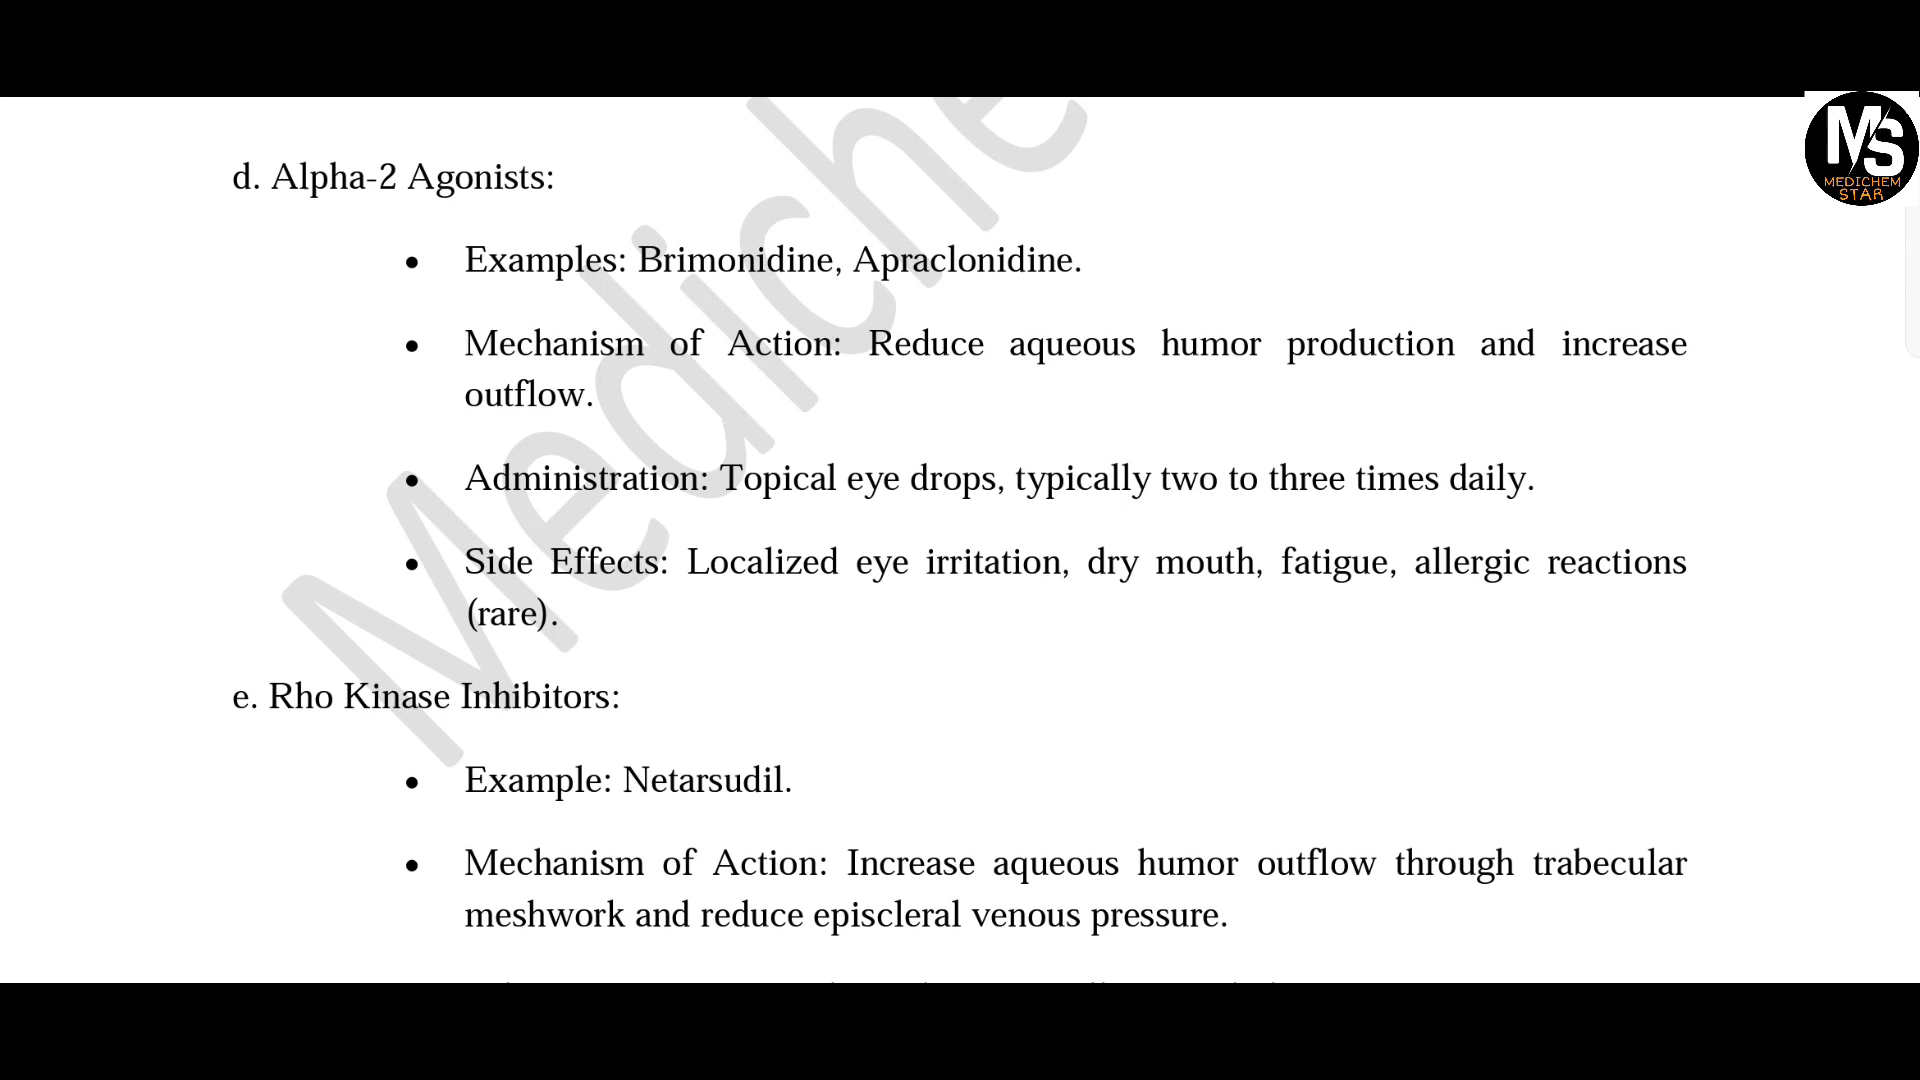 MS
MEDICHEM
STAR
d. Alpha-2 Agonists:
• Examples: Brimonidine, Apraclonidine.
• Mechanism of Action: Reduce aqueous humor production and increase
outflow.
• Administration: Topical eye drops, typically two to three times daily.
• Side Effects: Localized eye irritation, dry mouth, fatigue, allergic reactions
(rare).
e. Rho Kinase Inhibitors:
• Example: Netarsudil.
• Mechanism of Action: Increase aqueous humor outflow through trabecular
meshwork and reduce episcleral venous pressure.
Mediche